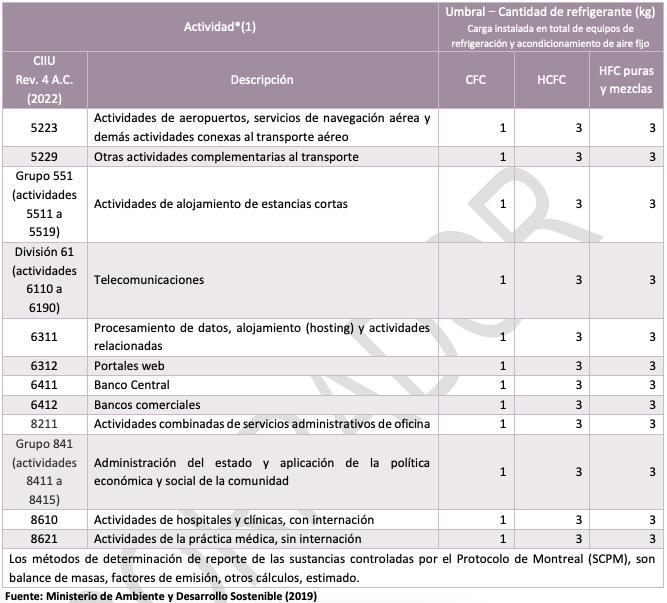 Actividad*(1)
Umbral – Cantidad de refrigerante (kg)
Carga instalada en total de equipos de
refrigeración y acondicionamiento de aire fijo
CIIU
Rev. 4 A.C.
(2022)
Descripción
CFC
HCFC
HFC puras
y mezclas
5223
Actividades de aeropuertos, servicios de navegación aérea y
demás actividades conexas al transporte aéreo
1
3
3
5229
Otras actividades complementarias al transporte
1
3
3
Grupo 551
(actividades
5511 a
5519)
Actividades de alojamiento de estancias cortas
1
3
3
División 61
(actividades
6110 a
6190)
Telecomunicaciones
1
3
3
6311
Procesamiento de datos, alojamiento (hosting) y actividades
relacionadas
1
3
3
6312
Portales web
1
3
3
6411
Banco Central
1
3
3
6412
Bancos comerciales
1
3
3
8211
Actividades combinadas de servicios administrativos de oficina
1
3
3
Grupo 841
(actividades
8411 a
8415)
Administración del estado y aplicación de la política
económica y social de la comunidad
1
3
3
8610
Actividades de hospitales y clínicas, con internación
1
3
3
8621
Actividades de la práctica médica, sin internación
1
3
3
Los métodos de determinación de reporte de las sustancias controladas por el Protocolo de Montreal (SCPM), son
balance de masas, factores de emisión, otros cálculos, estimado.
Fuente: Ministerio de Ambiente y Desarrollo Sostenible (2019)